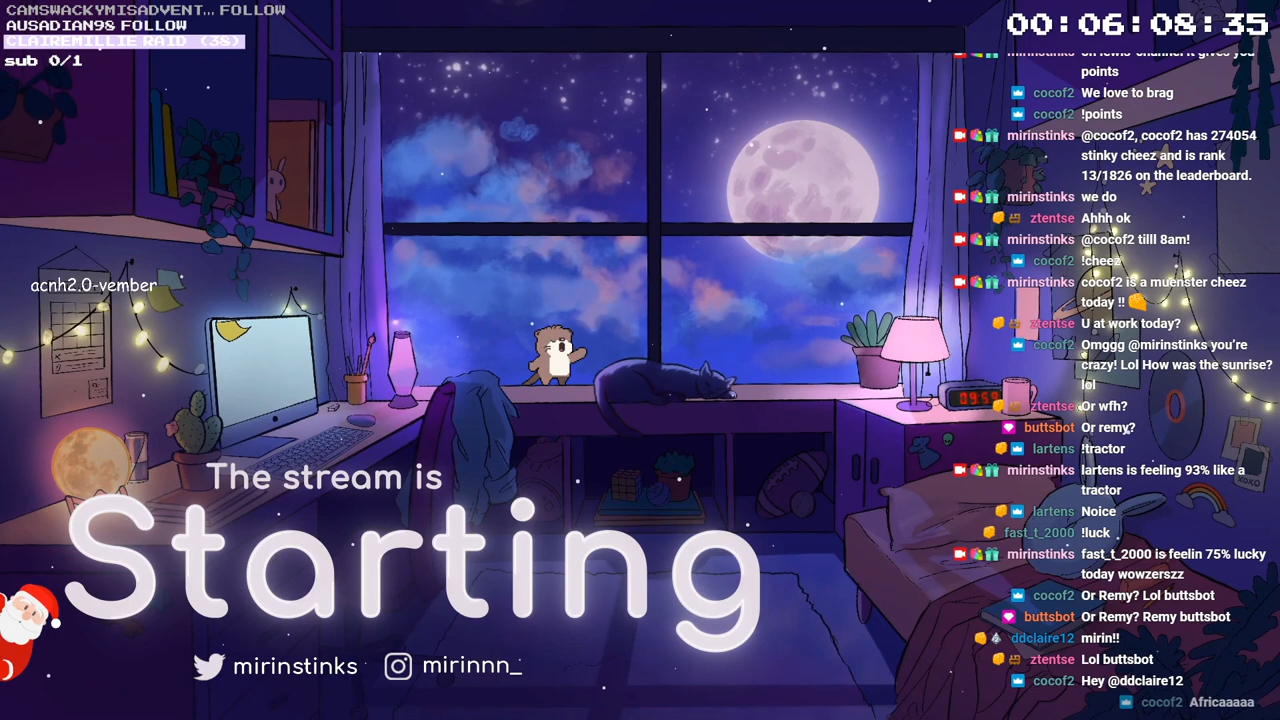 CAMSWACKYMISADVENT... FOLLOW
AUSADIAN98 FOLLOW
CLAIREMILLIE RAID (38)
sub 0/1
00:06:08:35
acnh2.0-vember
09:59
XOXO
The stream is
Starting
mirinstinks
mirinnn_
points
cocof2 We love to brag
cocof2 !points
mirinstinks @cocof2, cocof2 has 274054
stinky cheez and is rank
13/1826 on the leaderboard.
mirinstinks we do
ztentse Ahhh ok
mirinstinks @cocof2 tilll 8am!
cocof2 !cheez
mirinstinks cocof2 is a muenster cheez
today !!
ztentse U at work today?
cocof2 Omggg @mirinstinks you're
crazy! Lol How was the sunrise?
lol
ztentse Or wfh?
buttsbot Or remy?
lartens !tractor
mirinstinks lartens is feeling 93% like a
tractor
lartens Noice
fast_t_2000 !luck
mirinstinks fast_t_2000 is feelin 75% lucky
today wowzerszz
cocof2 Or Remy? Lol buttsbot
buttsbot Or Remy? Remy buttsbot
ddclaire12 mirin!!
ztentse Lol buttsbot
cocof2 Hey @ddclaire12
cocof2 Africaaaaa